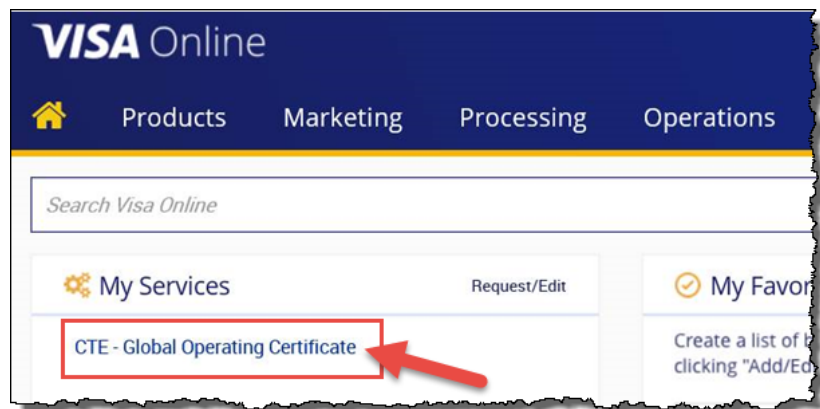 VISA Online
Products Marketing Processing Operations
Search Visa Online
My Services Request/Edit
My Favor
CTE - Global Operating Certificate
Create a list of
clicking "Add/Ed